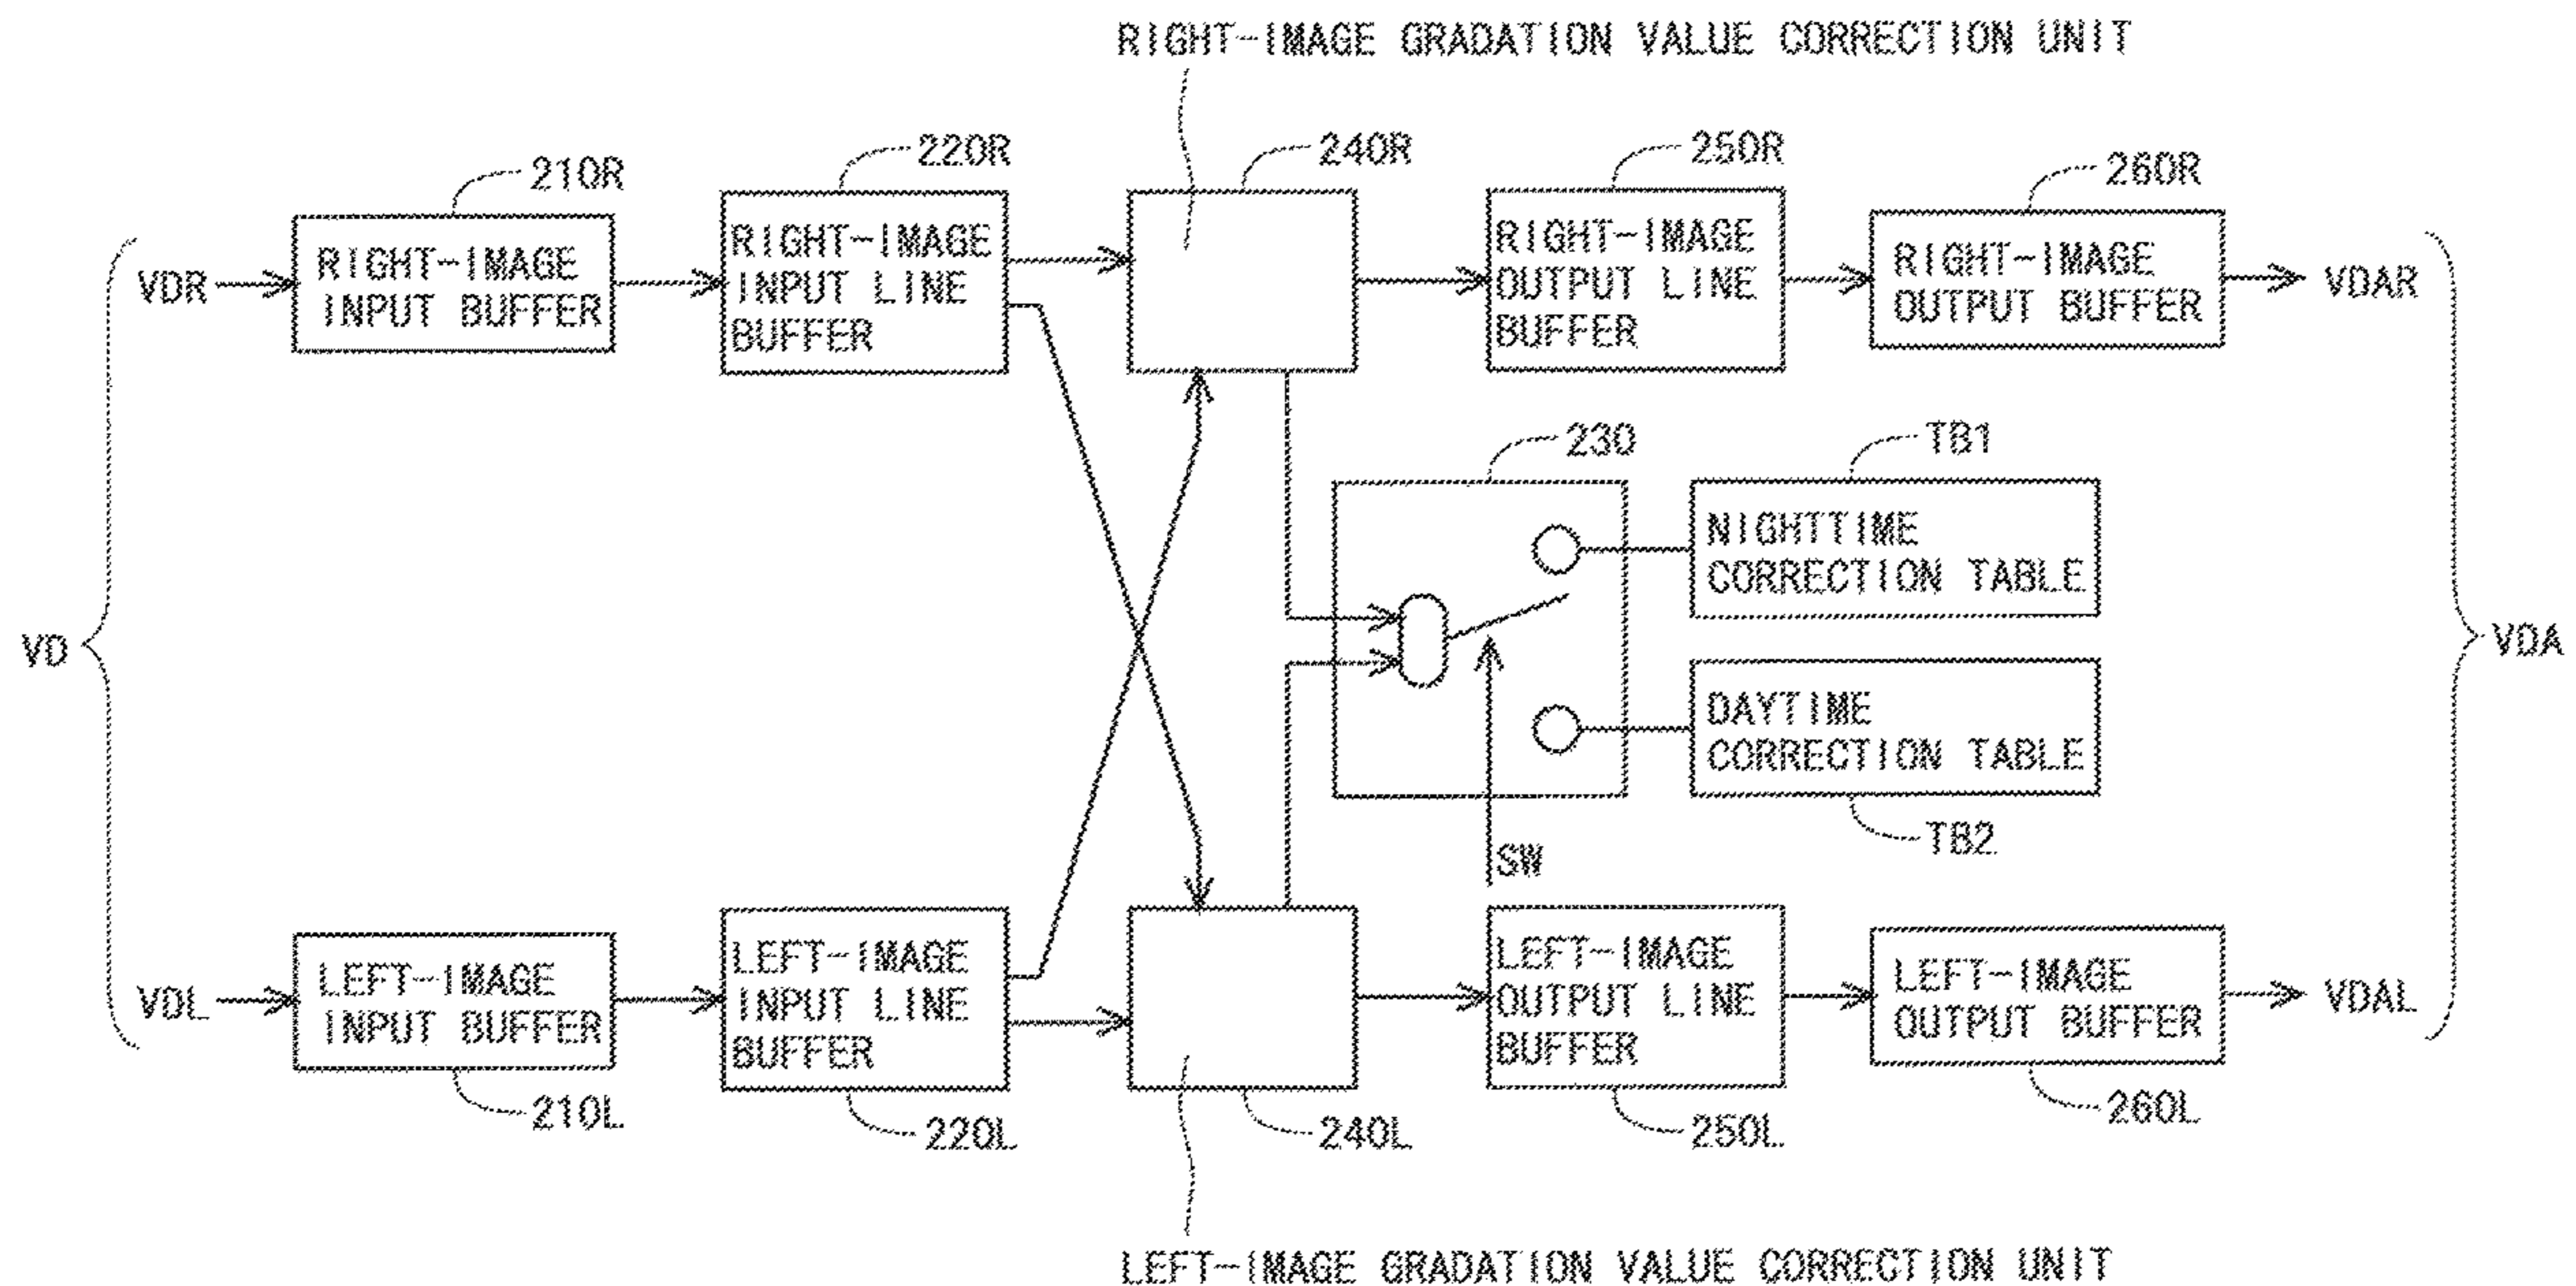 RIGHT-IMAGE GRADATION VALUE CORRECTION UNIT
210R
220R
240R
250R
260R
VDR
RIGHT-IMAGE
INPUT BUFFER
RIGHT-IMAGE
INPUT LINE
BUFFER
RIGHT-IMAGE
OUTPUT LINE
BUFFER
RIGHT-IMAGE
OUTPUT BUFFER
VDAR
230
TB1
NIGHTTIME
CORRECTION TABLE
VD
VDA
DAYTIME
CORRECTION TABLE
TB2
SW
VDL
LEFT-IMAGE
INPUT BUFFER
LEFT-IMAGE
INPUT LINE
BUFFER
LEFT-IMAGE
OUTPUT LINE
BUFFER
LEFT-IMAGE
OUTPUT BUFFER
VDAL
210L
220L
240L
250L
260L
LEFT-IMAGE GRADATION VALUE CORRECTION UNIT